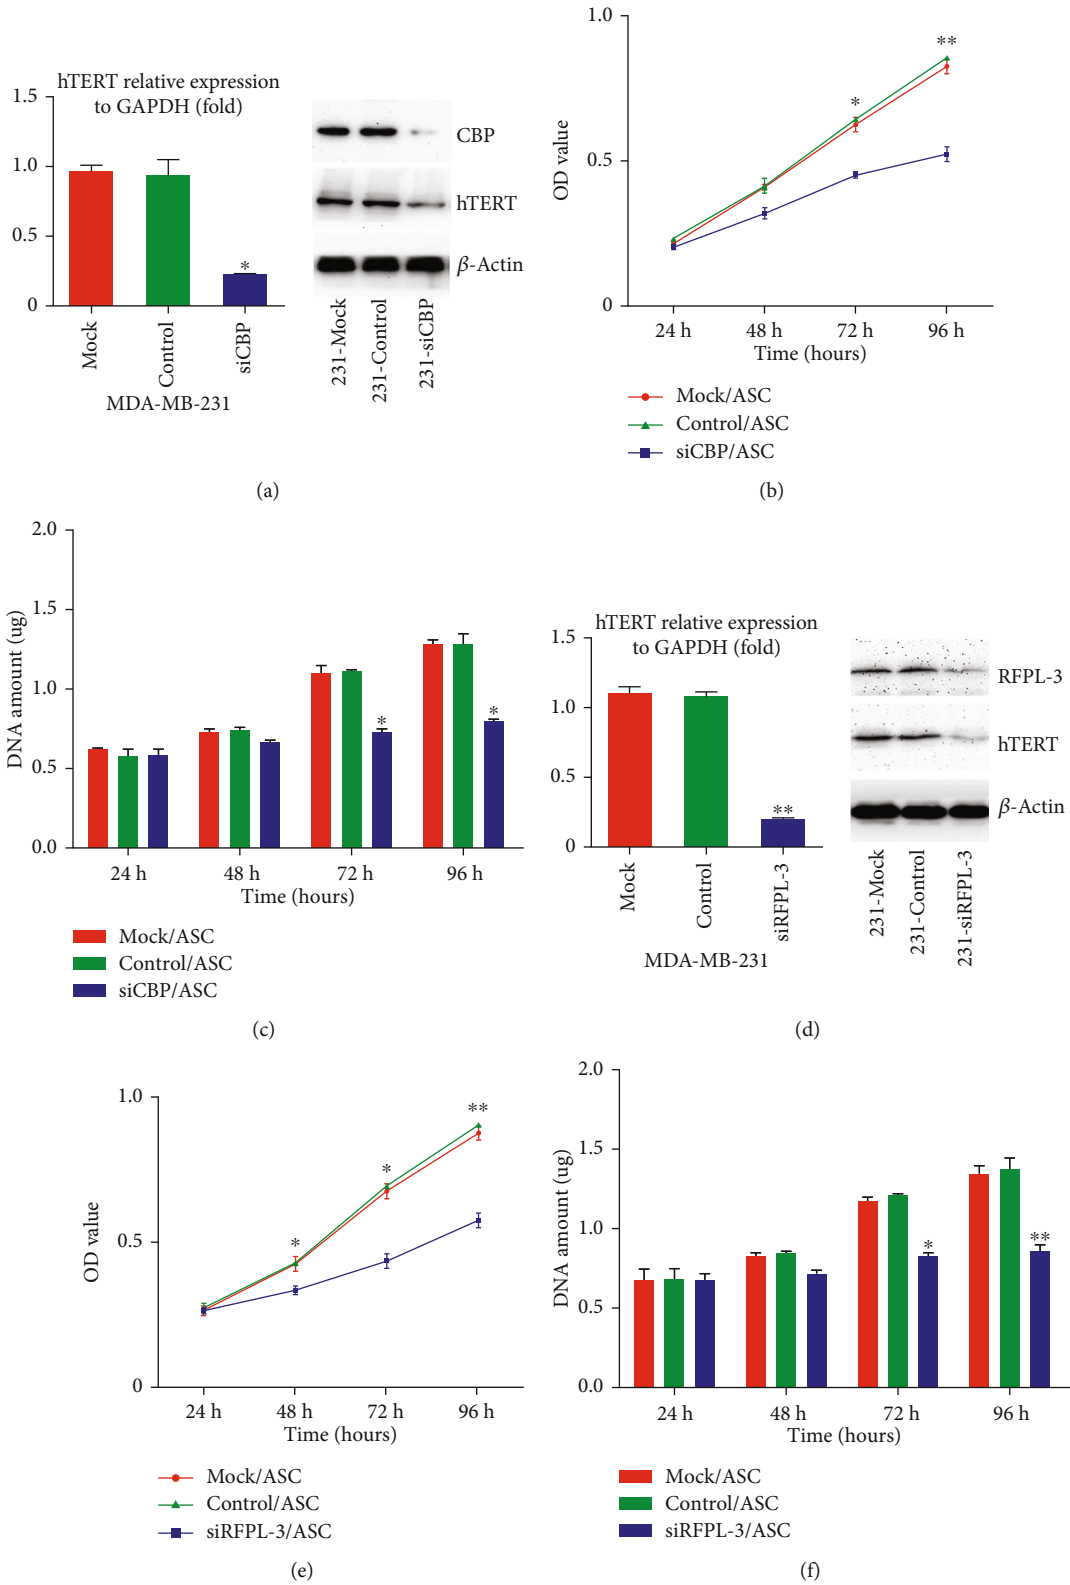 hTERT relative expression
to GAPDH (fold)
1.5
1.0
0.5
0
*
Mock
Control
siCBP
MDA-MB-231
CBP
hTERT
β-Actin
231-Mock
231-Control
231-siCBP
(a)
1.0
0.5
0
OD value
*
**
24 h 48 h 72 h 96 h
Time (hours)
Mock/ASC
Control/ASC
siCBP/ASC
(b)
2.0
1.5
1.0
0.5
0.0
DNA amount (ug)
*
*
24 h 48 h 72 h 96 h
Time (hours)
Mock/ASC
Control/ASC
siCBP/ASC
(c)
hTERT relative expression
to GAPDH (fold)
1.5
1.0
0.5
0
**
Mock
Control
siRFPL-3
MDA-MB-231
RFPL-3
hTERT
β-Actin
231-Mock
231-Control
231-siRFPL-3
(d)
1.0
0.5
0
OD value
*
*
**
24 h 48 h 72 h 96 h
Time (hours)
Mock/ASC
Control/ASC
siRFPL-3/ASC
(e)
2.0
1.5
1.0
0.5
0.0
DNA amount (ug)
*
**
24 h 48 h 72 h 96 h
Time (hours)
Mock/ASC
Control/ASC
siRFPL-3/ASC
(f)